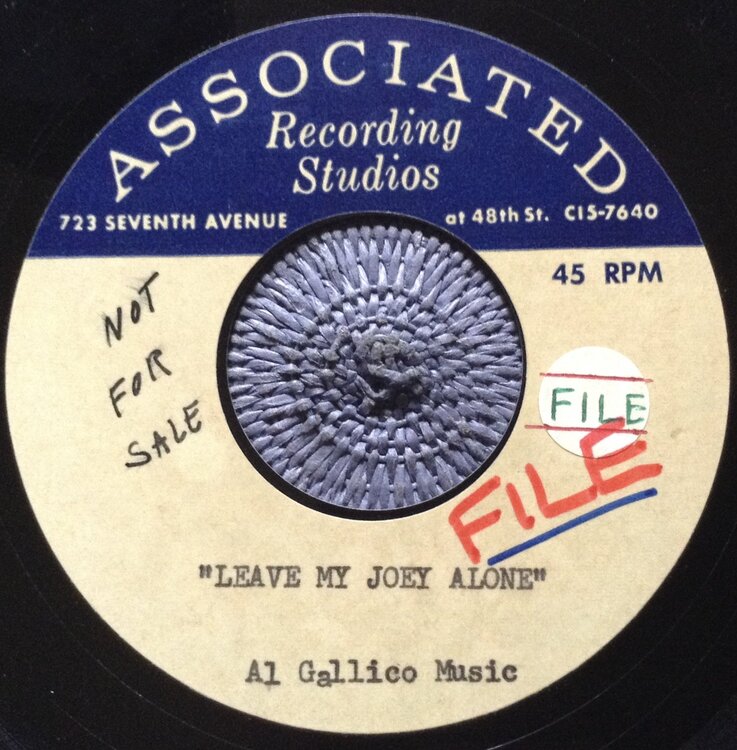 ASSOCIATED
Recording
Studios
723 SEVENTH AVENUE at 48th St. CI5-7640
45 RPM
NOT
FOR
SALE
FILE
FILE
"LEAVE MY JOEY ALONE"
Al Gallico Music